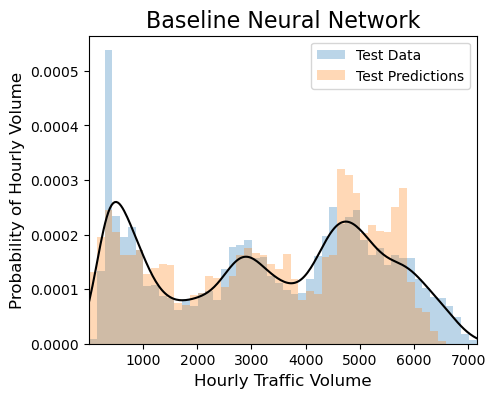 Baseline Neural Network
Test Data
Test Predictions
Probability of Hourly Volume
0.0005
0.0004
0.0003
0.0002
0.0001
0.0000
1000 2000 3000 4000 5000 6000 7000
Hourly Traffic Volume